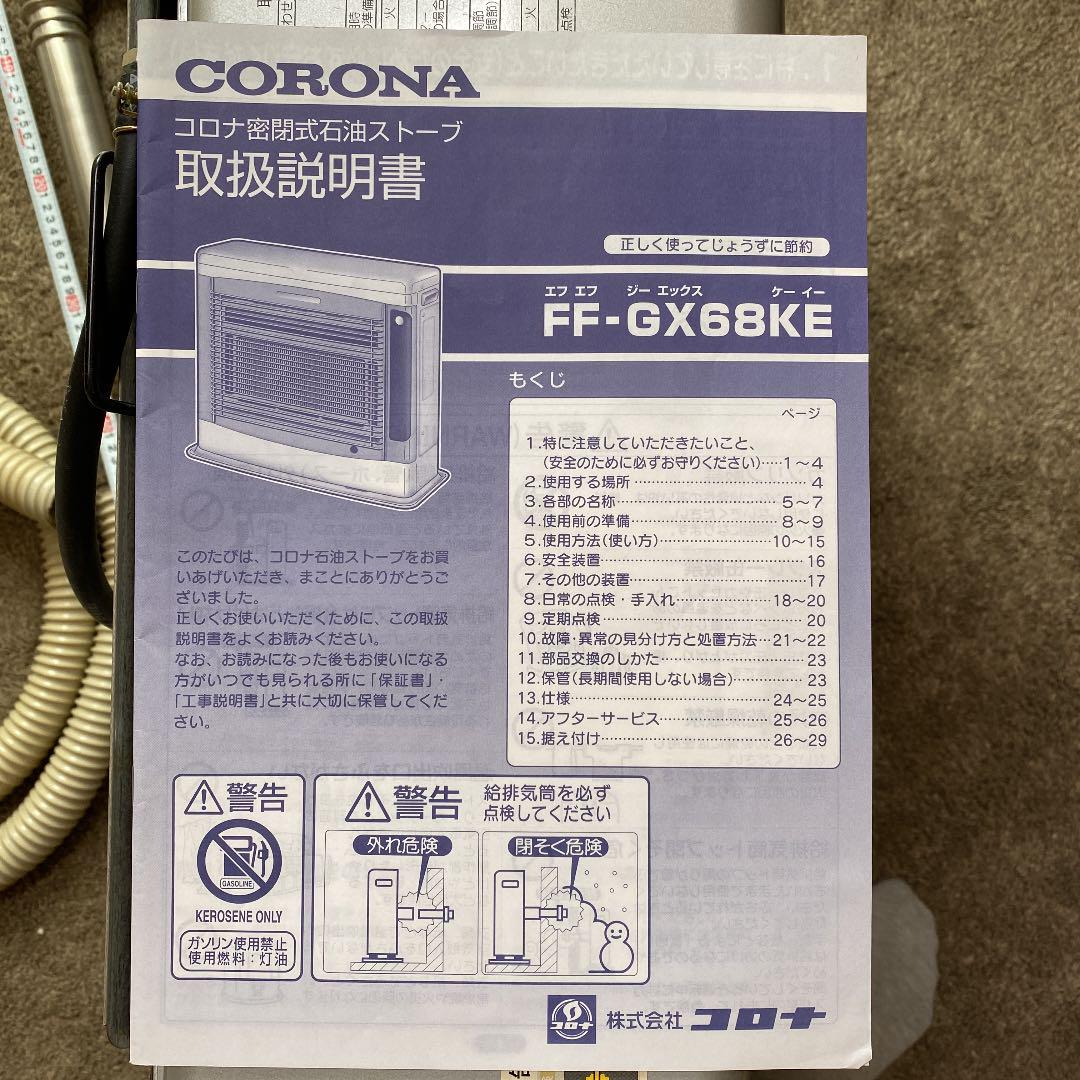 CORONA
コロナ密閉式石油ストーブ
取扱説明書
正しく使ってじょうずに節約
エフ エフ ジー エックス ケー イー
FF-GX68KE
もくじ
ページ
1.特に注意していただきたいこと、
(安全のために必ずお守りください)……1～4
2.使用する場所……4
3.各部の名称……5～7
4.使用前の準備……8～9
5.使用方法(使い方)……10～15
6.安全装置……16
7.その他の装置……17
8.日常の点検・手入れ……18～20
9.定期点検……20
10.故障・異常の見分け方と処置方法…21～22
11.部品交換のしかた……23
12.保管(長期間使用しない場合)……23
13.仕様……24～25
14.アフターサービス……25～26
15.据え付け……26～29
このたびは、コロナ石油ストーブをお買
いあげいただき、まことにありがとうご
ざいました。
正しくお使いいただくために、この取扱
説明書をよくお読みください。
なお、お読みになった後もお使いになる
方がいつでも見られる所に「保証書」・
「工事説明書」と共に大切に保管してくだ
さい。
警告
GASOLINE
KEROSENE ONLY
ガソリン使用禁止
使用燃料：灯油
警告 給排気筒を必ず
点検してください
外れ危険
閉そく危険
コロナ
株式会社 コロナ